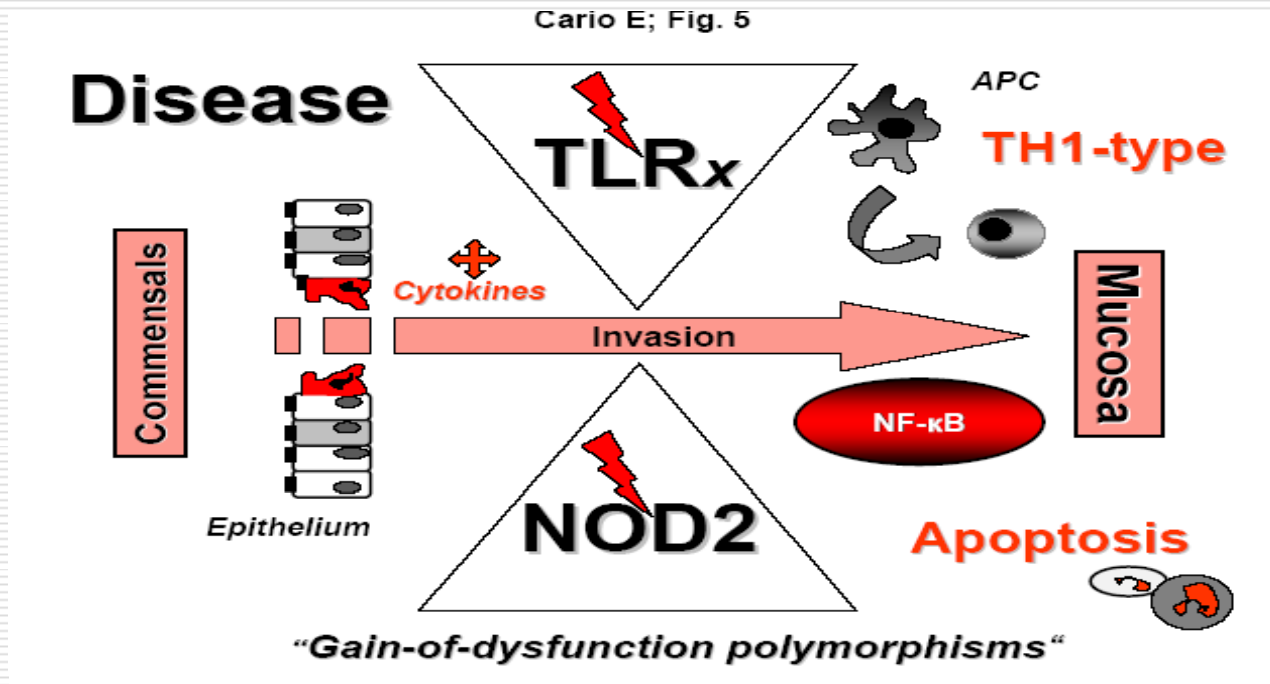 Cario E; Fig. 5
Disease
TLRx
APC
TH1-type
Commensals
Cytokines
Invasion
Mucosa
NF-κB
NOD2
Epithelium
Apoptosis
"Gain-of-dysfunction polymorphisms"